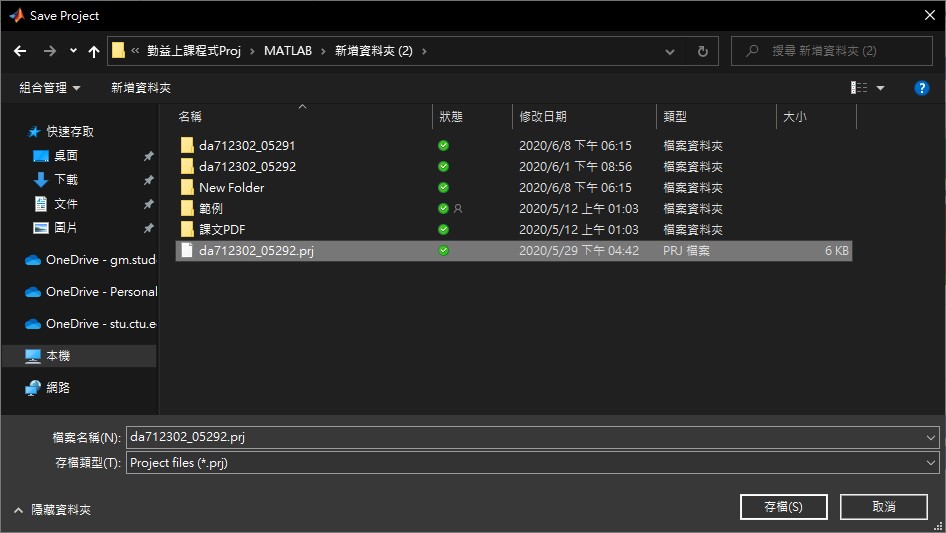 Save Project
« 勤益上課程式Proj › MATLAB › 新增資料夾 (2) ›
搜尋 新增資料夾 (2)
組合管理 新增資料夾
?
名稱 狀態 修改日期 類型 大小
快速存取
桌面
下載
文件
圖片
OneDrive - gm.stud
OneDrive - Personal
OneDrive - stu.ctu.e
本機
網路
da712302_05291 2020/6/8 下午 06:15 檔案資料夾
da712302_05292 2020/6/1 下午 08:56 檔案資料夾
New Folder 2020/6/8 下午 06:15 檔案資料夾
範例 2020/5/12 上午 01:03 檔案資料夾
課文PDF 2020/5/12 上午 01:03 檔案資料夾
da712302_05292.prj 2020/5/29 下午 04:42 PRJ 檔案 6 KB
檔案名稱(N): da712302_05292.prj
存檔類型(T): Project files (*.prj)
隱藏資料夾
存檔(S) 取消